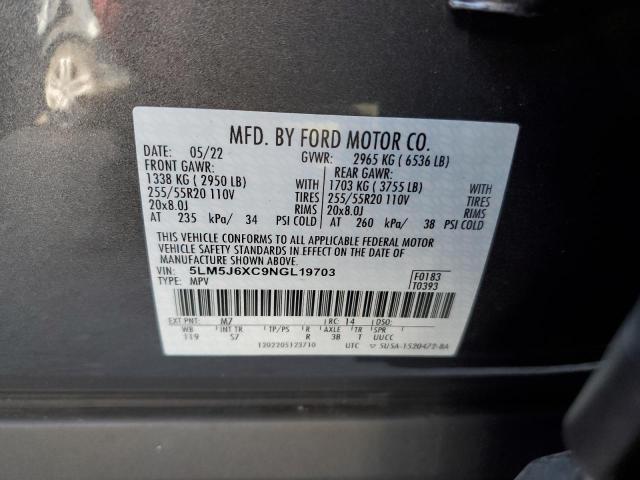 MFD. BY FORD MOTOR CO.
DATE: 05/22 GVWR: 2965 KG ( 6536 LB)
FRONT GAWR: REAR GAWR:
1338 KG ( 2950 LB) WITH 1703 KG ( 3755 LB) WITH
255/55R20 110V TIRES 255/55R20 110V TIRES
20x8.0J RIMS 20x8.0J RIMS
AT 235 kPa/ 34 PSI COLD AT 260 kPa/ 38 PSI COLD
THIS VEHICLE CONFORMS TO ALL APPLICABLE FEDERAL MOTOR
VEHICLE SAFETY STANDARDS IN EFFECT ON THE DATE OF
MANUFACTURE SHOWN ABOVE.
VIN: 5LM5J6XC9NGL19703 F0183
TYPE: MPV T0393
EXT PNT: M7 RC: 14 DSO:
WB INT TR TP/PS R AXLE TR SPR
119 S7 R 3B T UUCC
1202205123710 UTC 5U5A-1520472-BA